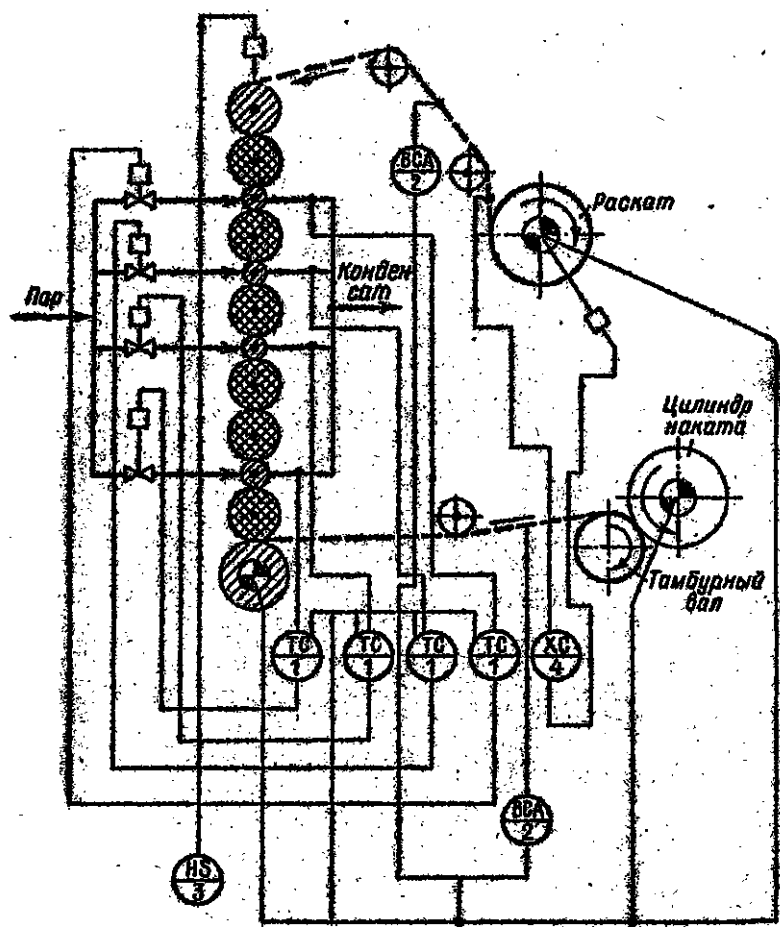 BCA
2
Раскат
Пар
Конден-
сат
Цилиндр
наката
Тамбурный
вал
TC
1
TC
1
TC
1
TC
1
XC
4
BCA
2
HS
3